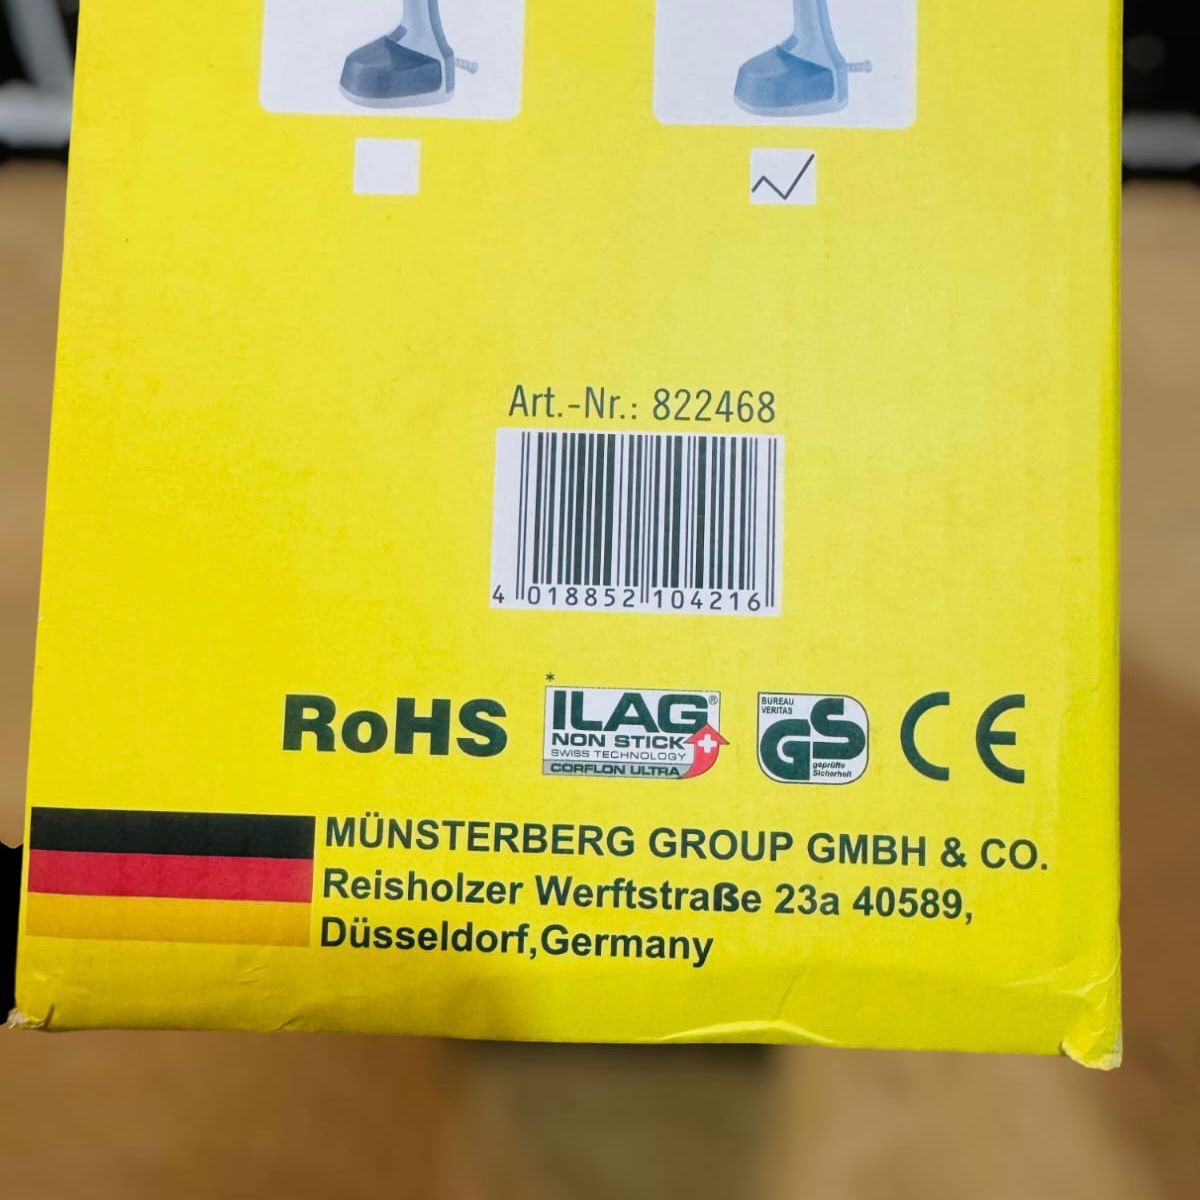 Art.-Nr.: 822468
4 018852 104216
RoHS
*
ILAG®
NON STICK
SWISS TECHNOLOGY
CORFLON ULTRA
BUREAU
VERITAS
GS
geprüfte
Sicherheit
CE
MÜNSTERBERG GROUP GMBH & CO.
Reisholzer Werftstraße 23a 40589,
Düsseldorf,Germany